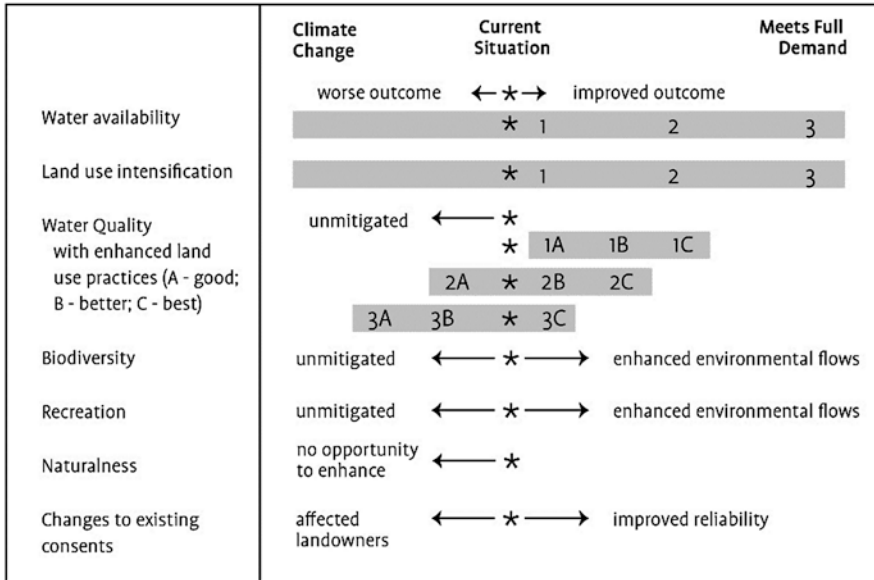 Climate Change Current Situation Meets Full Demand
worse outcome ←*→ improved outcome
Water availability * 1 2 3
Land use intensification * 1 2 3
Water Quality unmitigated ← *
with enhanced land * 1A 1B 1C
use practices (A - good;
B - better; C - best) 2A * 2B 2C
3A 3B * 3C
Biodiversity unmitigated ←*→ enhanced environmental flows
Recreation unmitigated ←*→ enhanced environmental flows
Naturalness no opportunity to enhance ←*
Changes to existing consents affected landowners ←*→ improved reliability